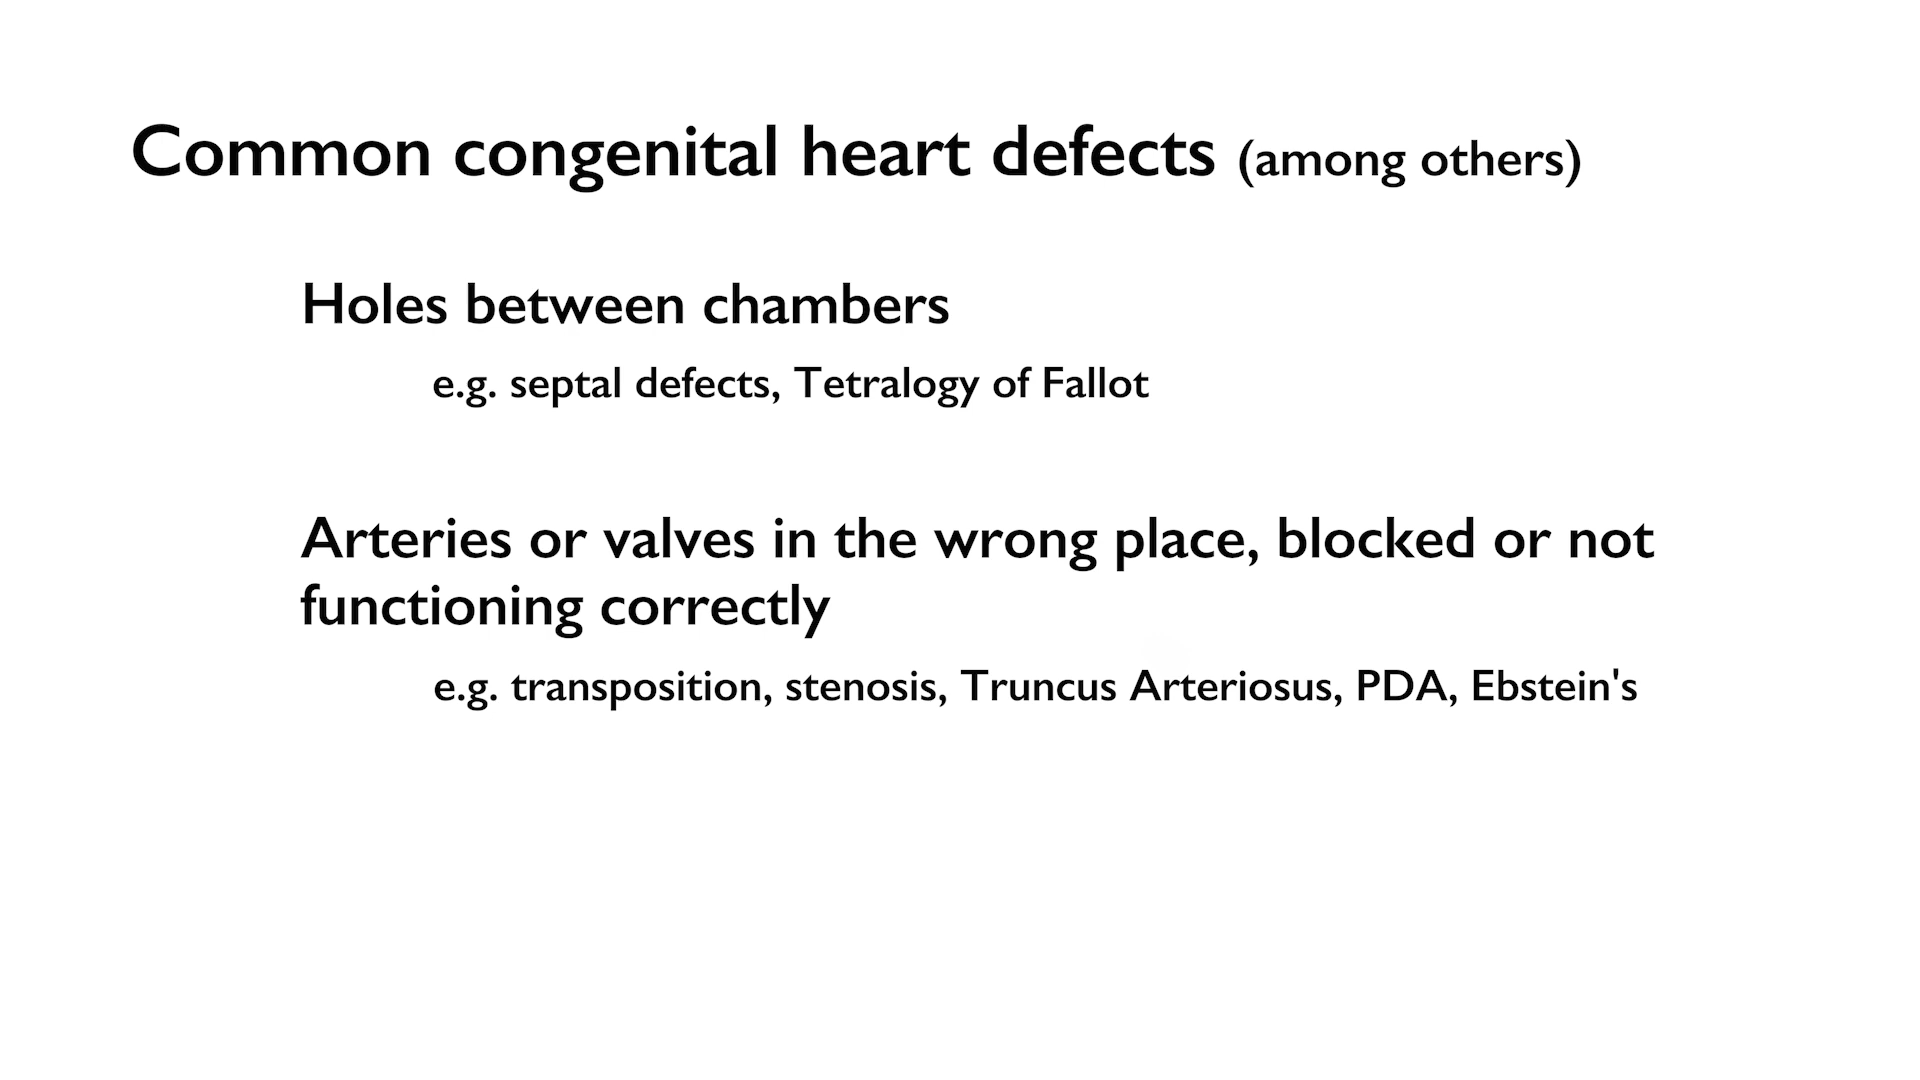 Common congenital heart defects (among others)
Holes between chambers
e.g. septal defects, Tetralogy of Fallot
Arteries or valves in the wrong place, blocked or not
functioning correctly
e.g. transposition, stenosis, Truncus Arteriosus, PDA, Ebstein's